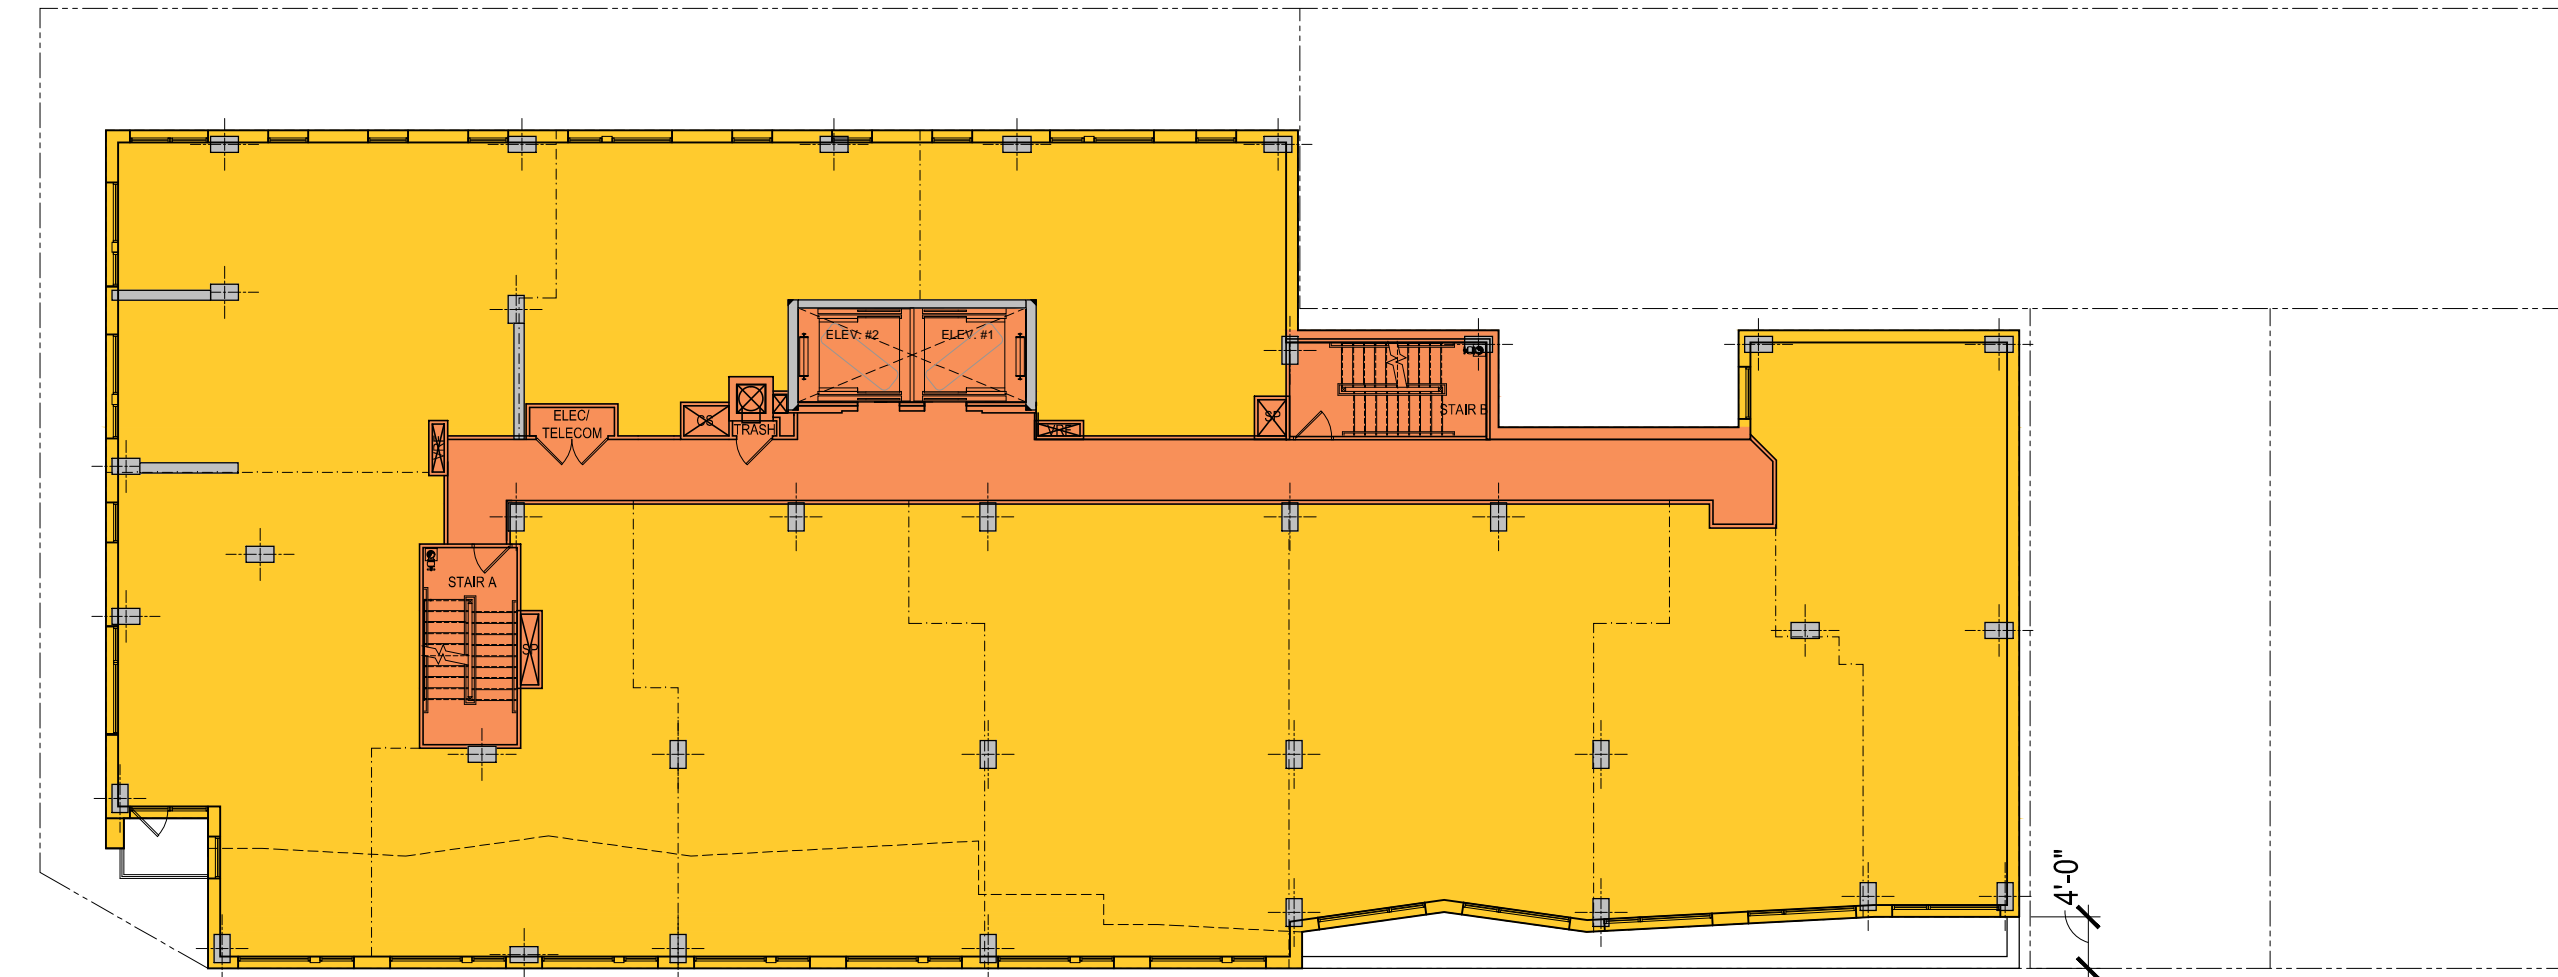 ELEV. #2
ELEV. #1
ELEC/
TELECOM
CS
TRASH
VRF
SP
STAIR B
STAIR A
SP
4'-0"